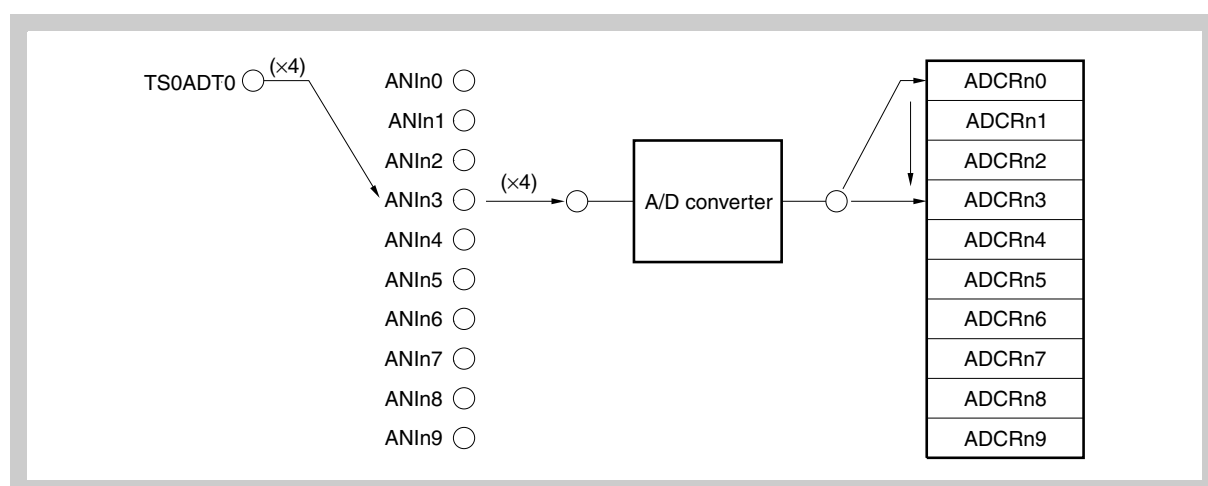 TS0ADT0
(×4)
ANIn0
ANIn1
ANIn2
ANIn3
ANIn4
ANIn5
ANIn6
ANIn7
ANIn8
ANIn9
(×4)
A/D converter
ADCRn0
ADCRn1
ADCRn2
ADCRn3
ADCRn4
ADCRn5
ADCRn6
ADCRn7
ADCRn8
ADCRn9